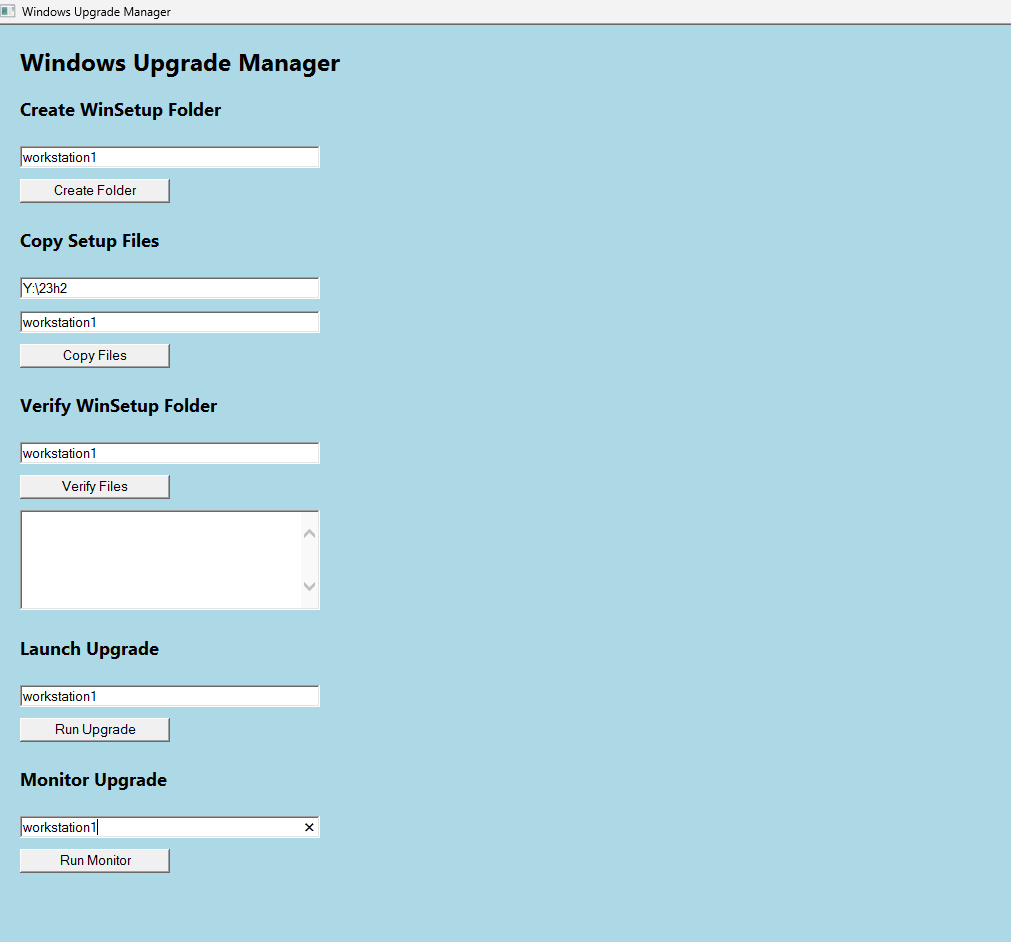 Windows Upgrade Manager
Windows Upgrade Manager
Create WinSetup Folder
workstation1
Create Folder
Copy Setup Files
Y:\23h2
workstation1
Copy Files
Verify WinSetup Folder
workstation1
Verify Files
Launch Upgrade
workstation1
Run Upgrade
Monitor Upgrade
workstation1
Run Monitor